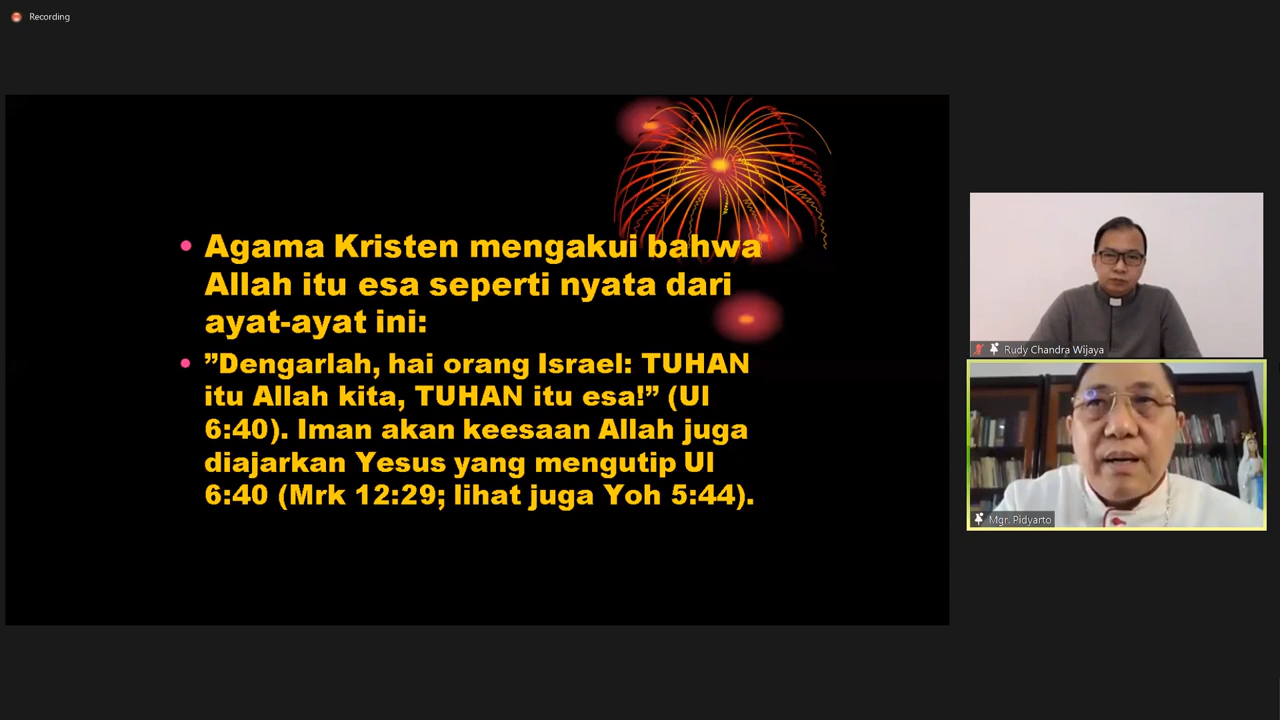 Recording
• Agama Kristen mengakui bahwa
Allah itu esa seperti nyata dari
ayat-ayat ini:
• ”Dengarlah, hai orang Israel: TUHAN
itu Allah kita, TUHAN itu esa!” (Ul
6:40). Iman akan keesaan Allah juga
diajarkan Yesus yang mengutip Ul
6:40 (Mrk 12:29; lihat juga Yoh 5:44).
Rudy Chandra Wijaya
Mgr. Pidyarto